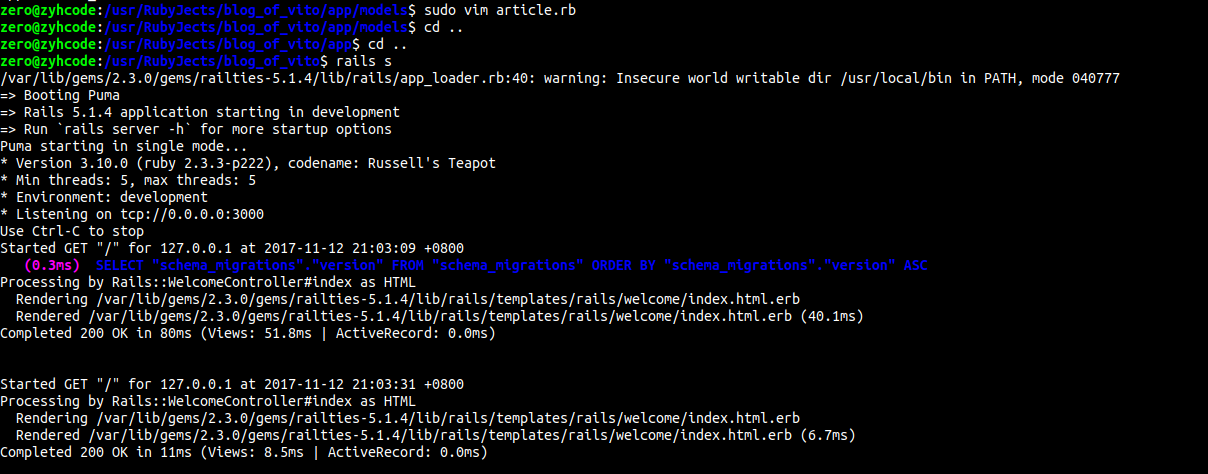 zero@zyhcode:/usr/RubyJects/blog_of_vito/app/models$ sudo vim article.rb
zero@zyhcode:/usr/RubyJects/blog_of_vito/app/models$ cd ..
zero@zyhcode:/usr/RubyJects/blog_of_vito/app$ cd ..
zero@zyhcode:/usr/RubyJects/blog_of_vito$ rails s
/var/lib/gems/2.3.0/gems/railties-5.1.4/lib/rails/app_loader.rb:40: warning: Insecure world writable dir /usr/local/bin in PATH, mode 040777
=> Booting Puma
=> Rails 5.1.4 application starting in development
=> Run `rails server -h` for more startup options
Puma starting in single mode...
* Version 3.10.0 (ruby 2.3.3-p222), codename: Russell's Teapot
* Min threads: 5, max threads: 5
* Environment: development
* Listening on tcp://0.0.0.0:3000
Use Ctrl-C to stop
Started GET "/" for 127.0.0.1 at 2017-11-12 21:03:09 +0800
   (0.3ms)  SELECT "schema_migrations"."version" FROM "schema_migrations" ORDER BY "schema_migrations"."version" ASC
Processing by Rails::WelcomeController#index as HTML
  Rendering /var/lib/gems/2.3.0/gems/railties-5.1.4/lib/rails/templates/rails/welcome/index.html.erb
  Rendered /var/lib/gems/2.3.0/gems/railties-5.1.4/lib/rails/templates/rails/welcome/index.html.erb (40.1ms)
Completed 200 OK in 80ms (Views: 51.8ms | ActiveRecord: 0.0ms)
Started GET "/" for 127.0.0.1 at 2017-11-12 21:03:31 +0800
Processing by Rails::WelcomeController#index as HTML
  Rendering /var/lib/gems/2.3.0/gems/railties-5.1.4/lib/rails/templates/rails/welcome/index.html.erb
  Rendered /var/lib/gems/2.3.0/gems/railties-5.1.4/lib/rails/templates/rails/welcome/index.html.erb (6.7ms)
Completed 200 OK in 11ms (Views: 8.5ms | ActiveRecord: 0.0ms)